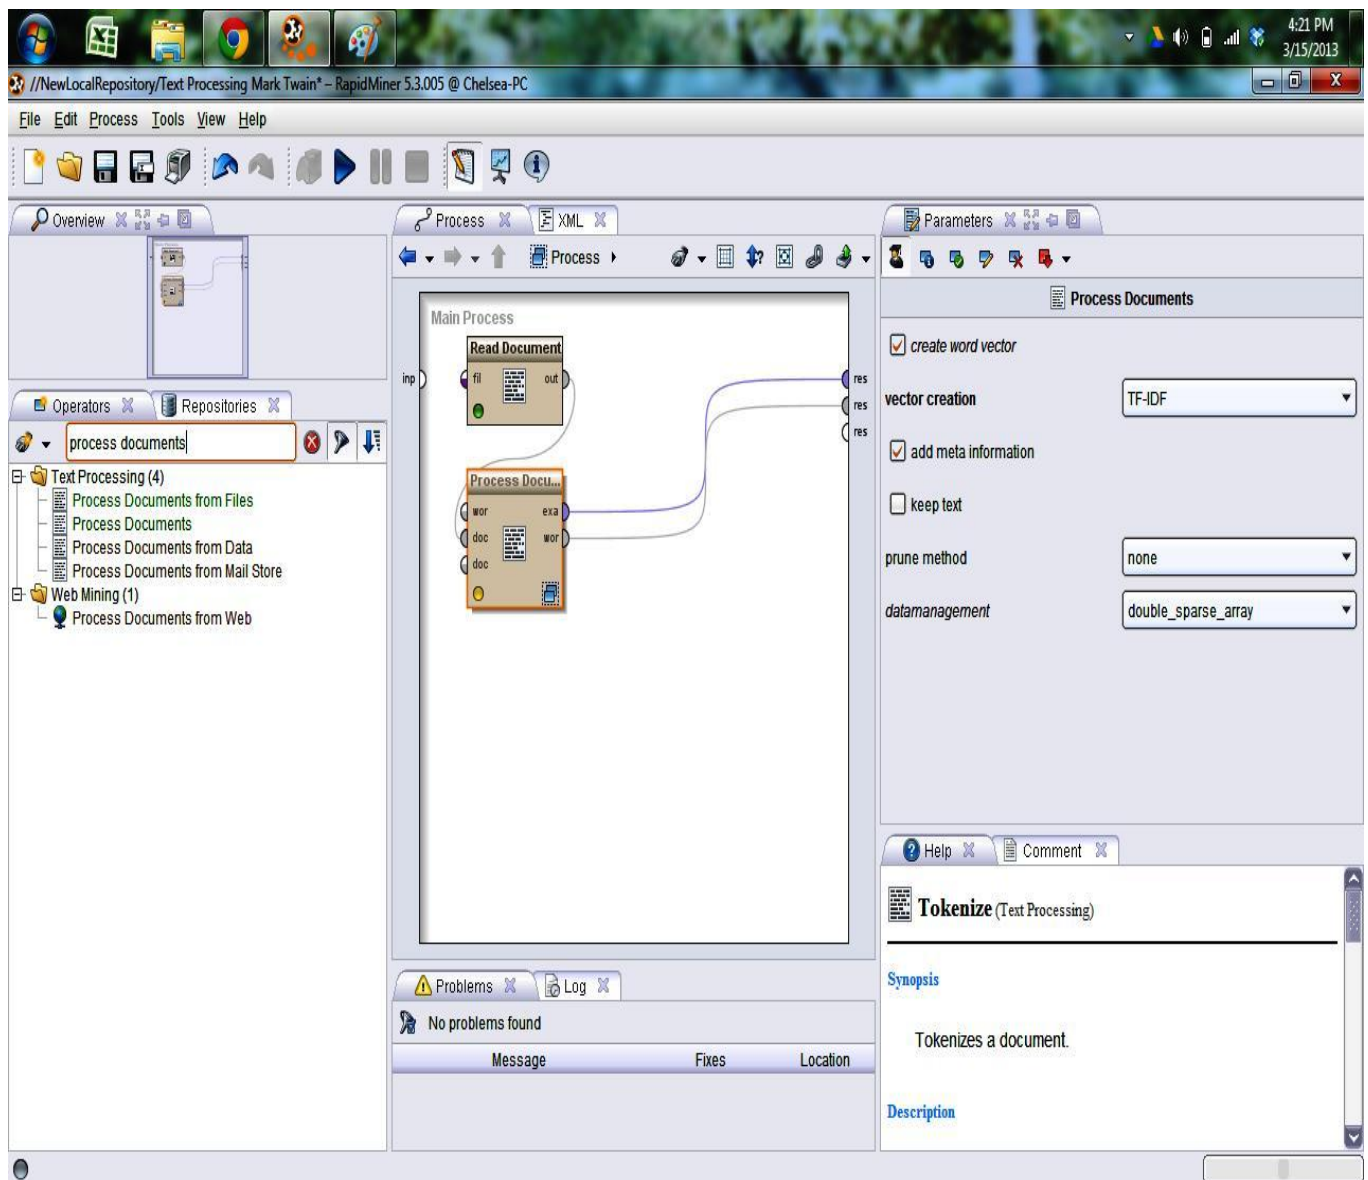 4:21 PM
3/15/2013
//NewLocalRepository/Text Processing Mark Twain* – RapidMiner 5.3.005 @ Chelsea-PC
File Edit Process Tools View Help
Overview
Process
XML
Parameters
Process
Process Documents
Main Process
Read Document
inp
fil
out
res
res
res
Process Docu...
wor
exa
doc
wor
doc
create word vector
vector creation
TF-IDF
add meta information
keep text
prune method
none
datamanagement
double_sparse_array
Operators
Repositories
process documents
Text Processing (4)
Process Documents from Files
Process Documents
Process Documents from Data
Process Documents from Mail Store
Web Mining (1)
Process Documents from Web
Problems
Log
No problems found
Message Fixes Location
Help
Comment
Tokenize (Text Processing)
Synopsis
Tokenizes a document.
Description